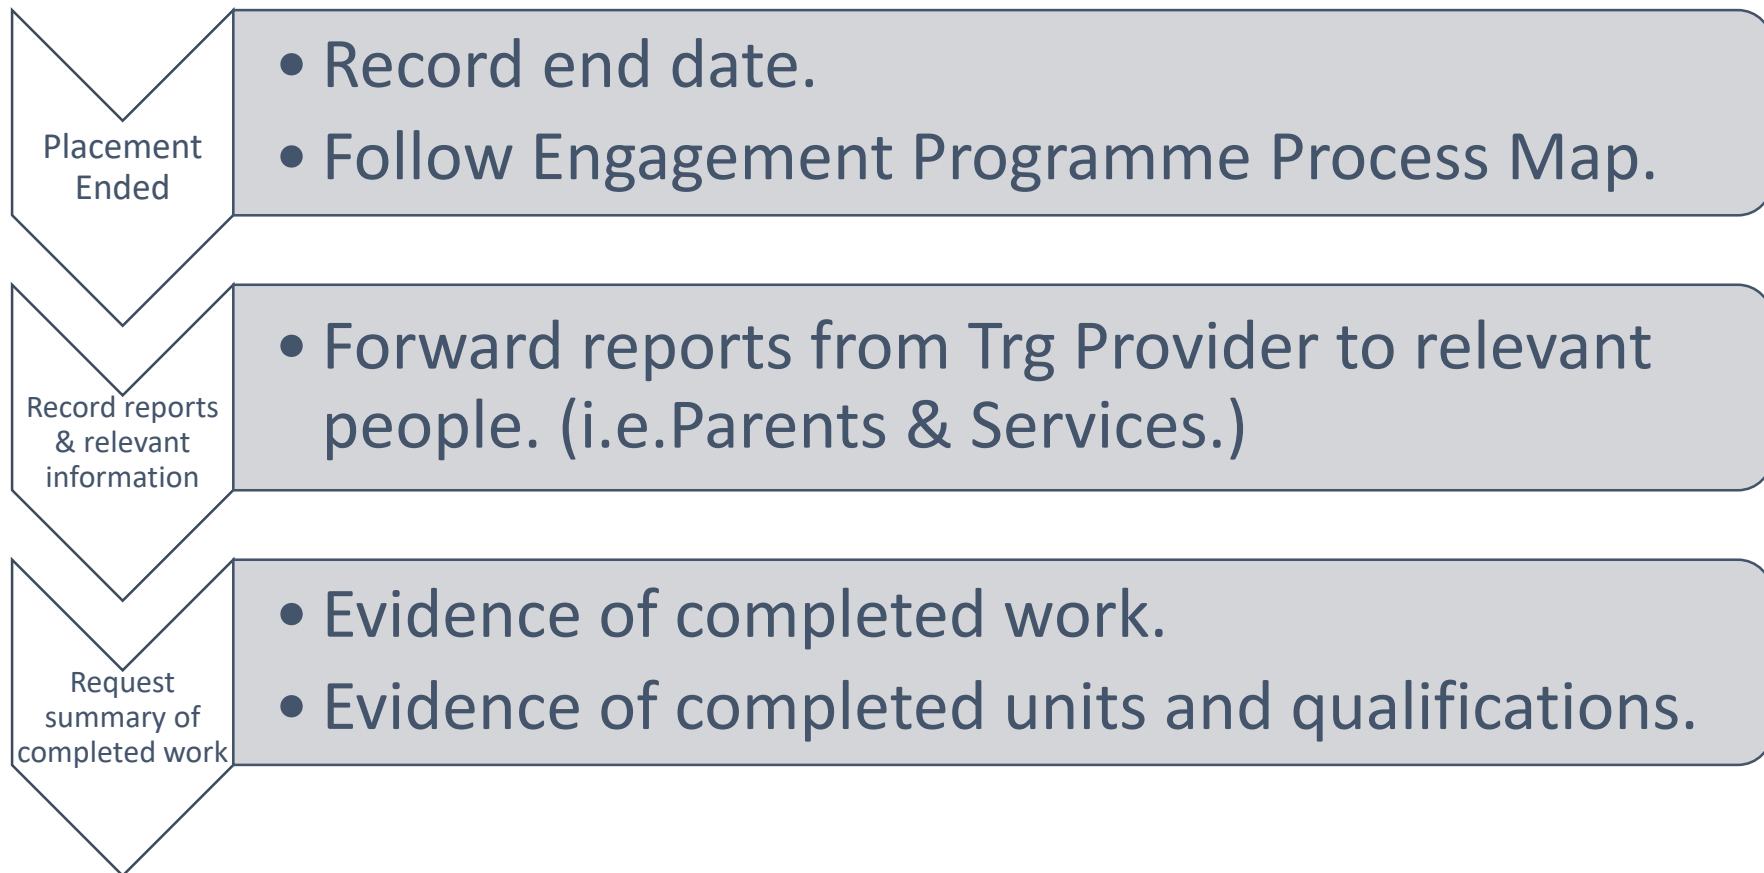 Placement
Ended
• Record end date.
• Follow Engagement Programme Process Map.
Record reports
& relevant
information
• Forward reports from Trg Provider to relevant
people. (i.e.Parents & Services.)
Request
summary of
completed work
• Evidence of completed work.
• Evidence of completed units and qualifications.